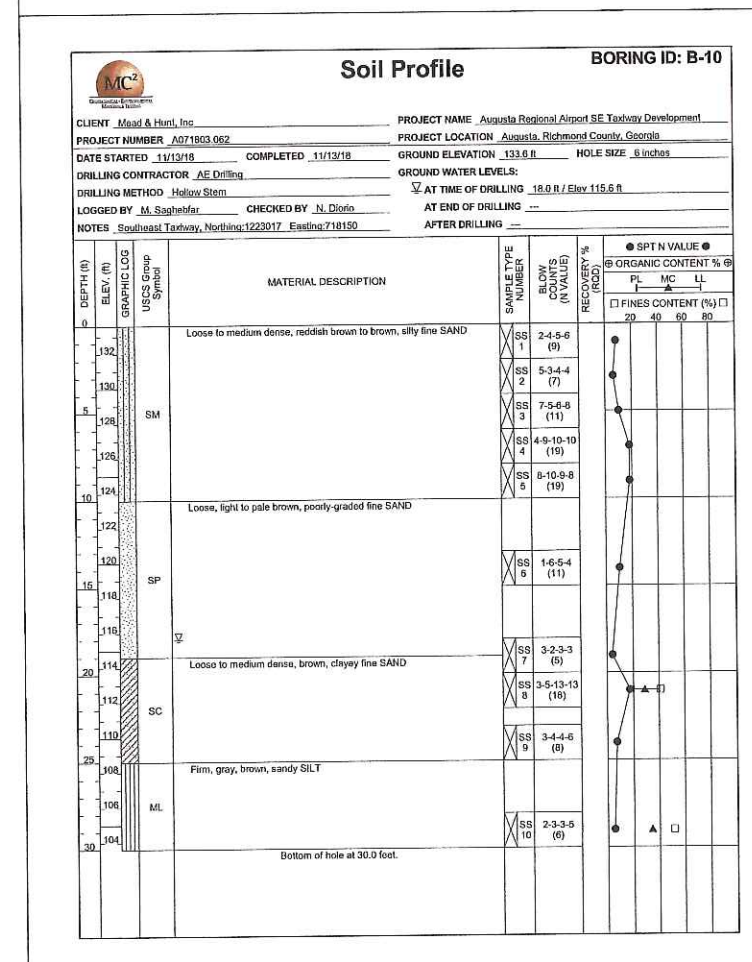 BORING ID: B-10
Soil Profile
MC²
CLIENT Mead & Hunt, Inc
PROJECT NAME Augusta Regional Airport SE Taxiway Development
PROJECT NUMBER A071803.062
PROJECT LOCATION Augusta, Richmond County, Georgia
DATE STARTED 11/13/18 COMPLETED 11/13/18
GROUND ELEVATION 133.6 ft HOLE SIZE 6 inches
DRILLING CONTRACTOR AE Drilling
GROUND WATER LEVELS:
DRILLING METHOD Hollow Stem
AT TIME OF DRILLING 18.0 ft / Elev 115.6 ft
LOGGED BY M. Saghebfar CHECKED BY N. Diorio
AT END OF DRILLING ---
NOTES Southeast Taxiway, Northing:1223017 Easting:718150
AFTER DRILLING ---
DEPTH (ft)
ELEV. (ft)
GRAPHIC LOG
USCS Group Symbol
MATERIAL DESCRIPTION
SAMPLE TYPE NUMBER
BLOW COUNTS (N VALUE)
RECOVERY % (RQD)
● SPT N VALUE ●
⊕ ORGANIC CONTENT % ⊕
PL MC LL
□ FINES CONTENT (%) □
20 40 60 80
0
Loose to medium dense, reddish brown to brown, silty fine SAND
SS 2-4-5-6
1 (9)
132
SS 5-3-4-4
2 (7)
130
SS 7-5-6-8
3 (11)
5
SM
128
SS 4-9-10-10
4 (19)
126
SS 8-10-9-8
5 (19)
124
10
Loose, light to pale brown, poorly-graded fine SAND
122
120
SS 1-6-5-4
6 (11)
15
SP
118
116
SS 3-2-3-3
7 (5)
114
Loose to medium dense, brown, clayey fine SAND
20
SS 3-5-13-13
8 (18)
112
SC
110
SS 3-4-4-6
9 (8)
25
108
Firm, gray, brown, sandy SILT
106
ML
SS 2-3-3-5
10 (6)
104
30
Bottom of hole at 30.0 feet.